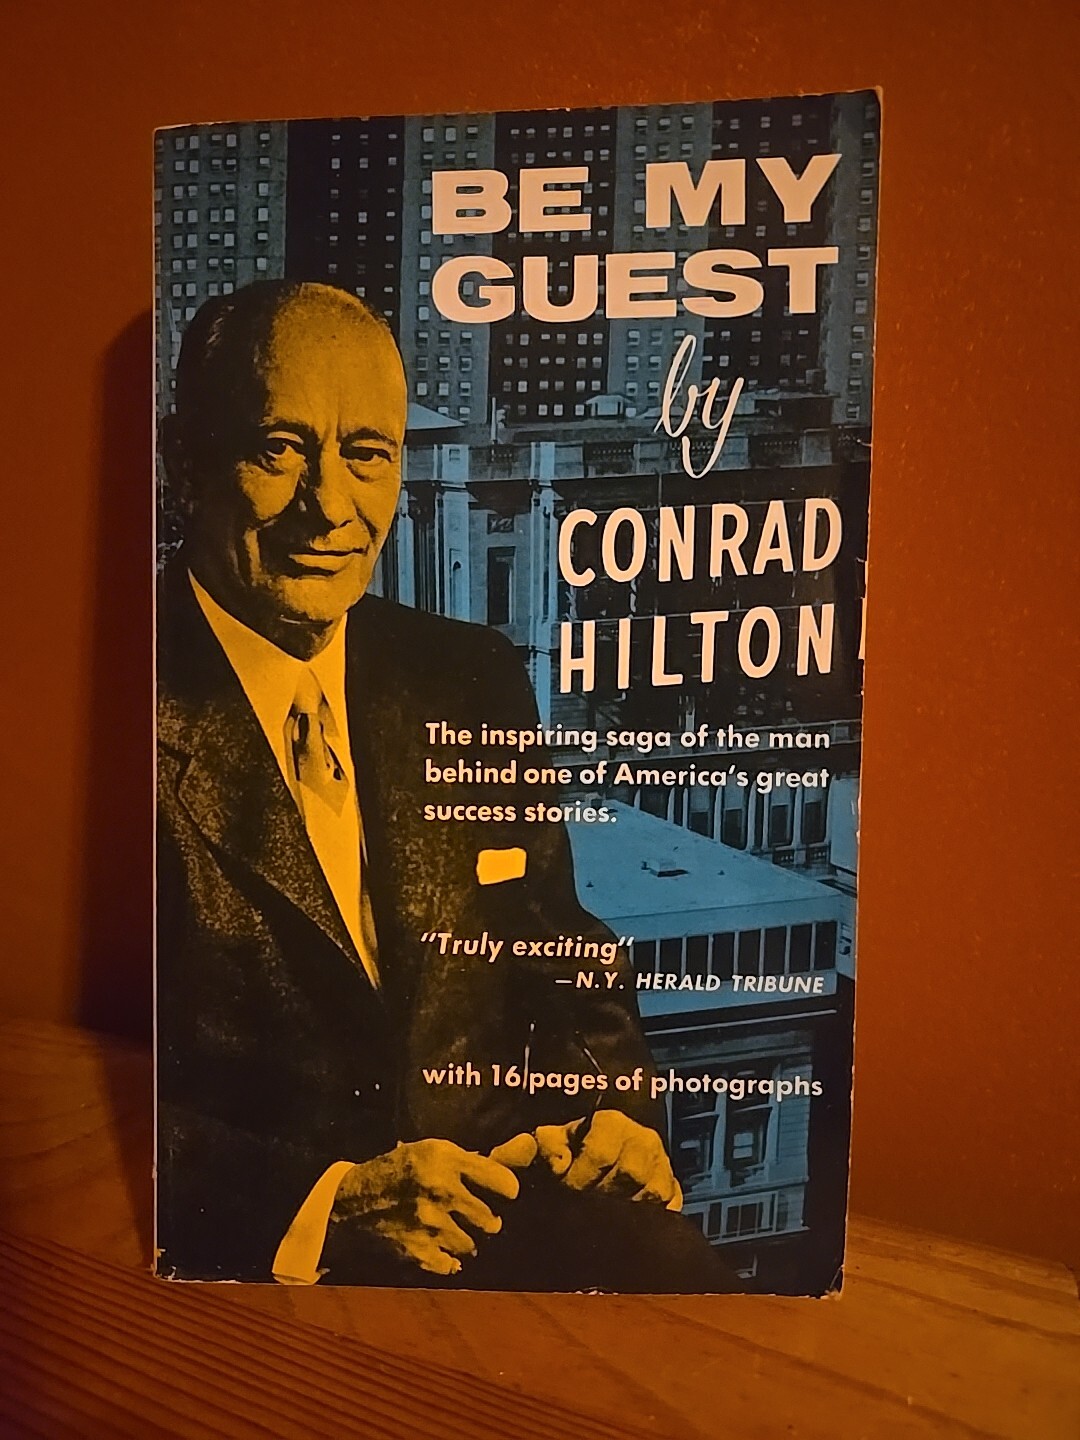 BE MY
GUEST
by
CONRAD
HILTON
The inspiring saga of the man
behind one of America's great
success stories.
"Truly exciting"
—N.Y. HERALD TRIBUNE
with 16 pages of photographs